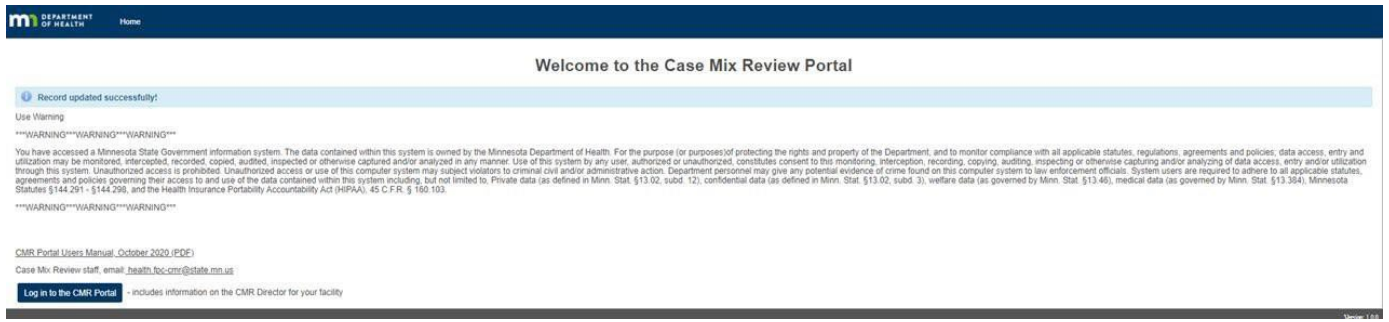 DEPARTMENT
OF HEALTH
Home
Welcome to the Case Mix Review Portal
Record updated successfully!
Use Warning
***WARNING***WARNING***WARNING***
You have accessed a Minnesota State Government information system. The data contained within this system is owned by the Minnesota Department of Health. For the purpose (or purposes)of protecting the rights and property of the Department, and to monitor compliance with all applicable statutes, regulations, agreements and policies; data access, entry and
utilization may be monitored, intercepted, recorded, copied, audited, inspected or otherwise captured and/or analyzed in any manner. Use of this system by any user, authorized or unauthorized, constitutes consent to this monitoring, interception, recording, copying, auditing, inspecting or otherwise capturing and/or analyzing of data access, entry and/or utilization
through this system. Unauthorized access is prohibited. Unauthorized access or use of this computer system may subject violators to criminal civil and/or administrative action. Department personnel may give any potential evidence of crime found on this computer system to law enforcement officials. System users are required to adhere to all applicable statutes,
agreements and policies governing their access to and use of the data contained within this system including, but not limited to, Private data (as defined in Minn. Stat. §13.02, subd. 12), confidential data (as defined in Minn. Stat. §13.02, subd. 3), welfare data (as governed by Minn. Stat. §13.46), medical data (as governed by Minn. Stat. §13.384), Minnesota
Statutes §144.291 - §144.298, and the Health Insurance Portability Accountability Act (HIPAA), 45 C.F.R. § 160.103.
***WARNING***WARNING***WARNING***
CMR Portal Users Manual, October 2020 (PDF)
Case Mix Review staff, email: health.fpc-cmr@state.mn.us
Log in to the CMR Portal - includes information on the CMR Director for your facility
Version: 1.0.0